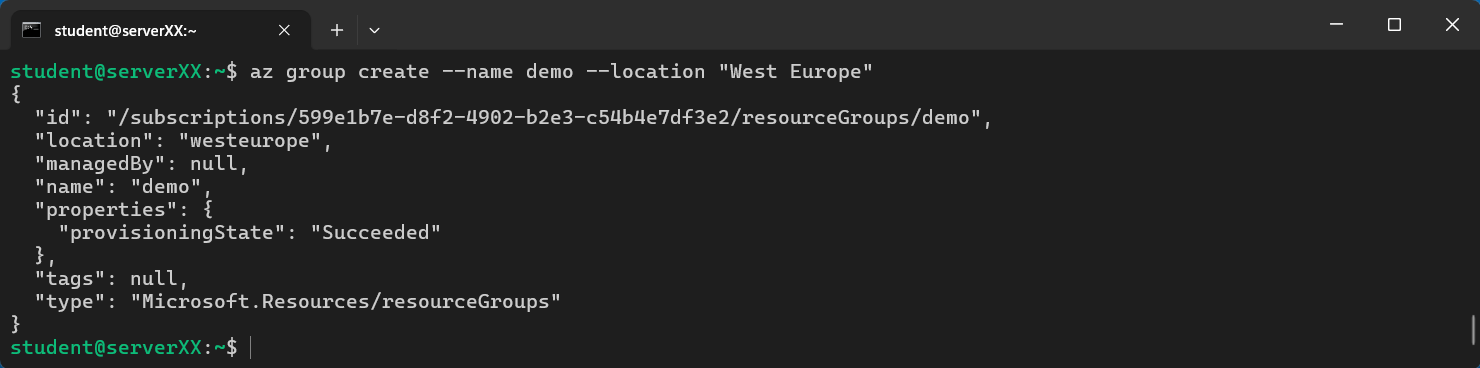 student@serverXX:~
student@serverXX:~$ az group create --name demo --location "West Europe"
{
  "id": "/subscriptions/599e1b7e-d8f2-4902-b2e3-c54b4e7df3e2/resourceGroups/demo",
  "location": "westeurope",
  "managedBy": null,
  "name": "demo",
  "properties": {
    "provisioningState": "Succeeded"
  },
  "tags": null,
  "type": "Microsoft.Resources/resourceGroups"
}
student@serverXX:~$